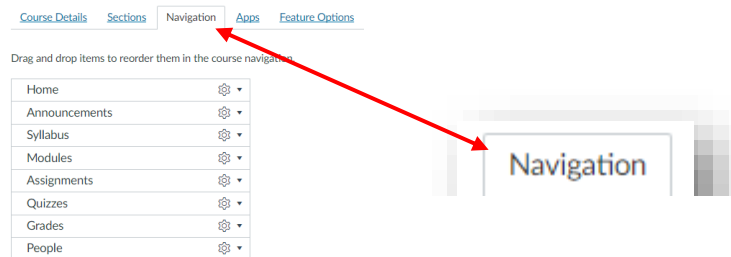 Course Details Sections Navigation Apps Feature Options
Drag and drop items to reorder them in the course navigation
Home
Announcements
Syllabus
Modules
Assignments
Quizzes
Grades
People
Navigation